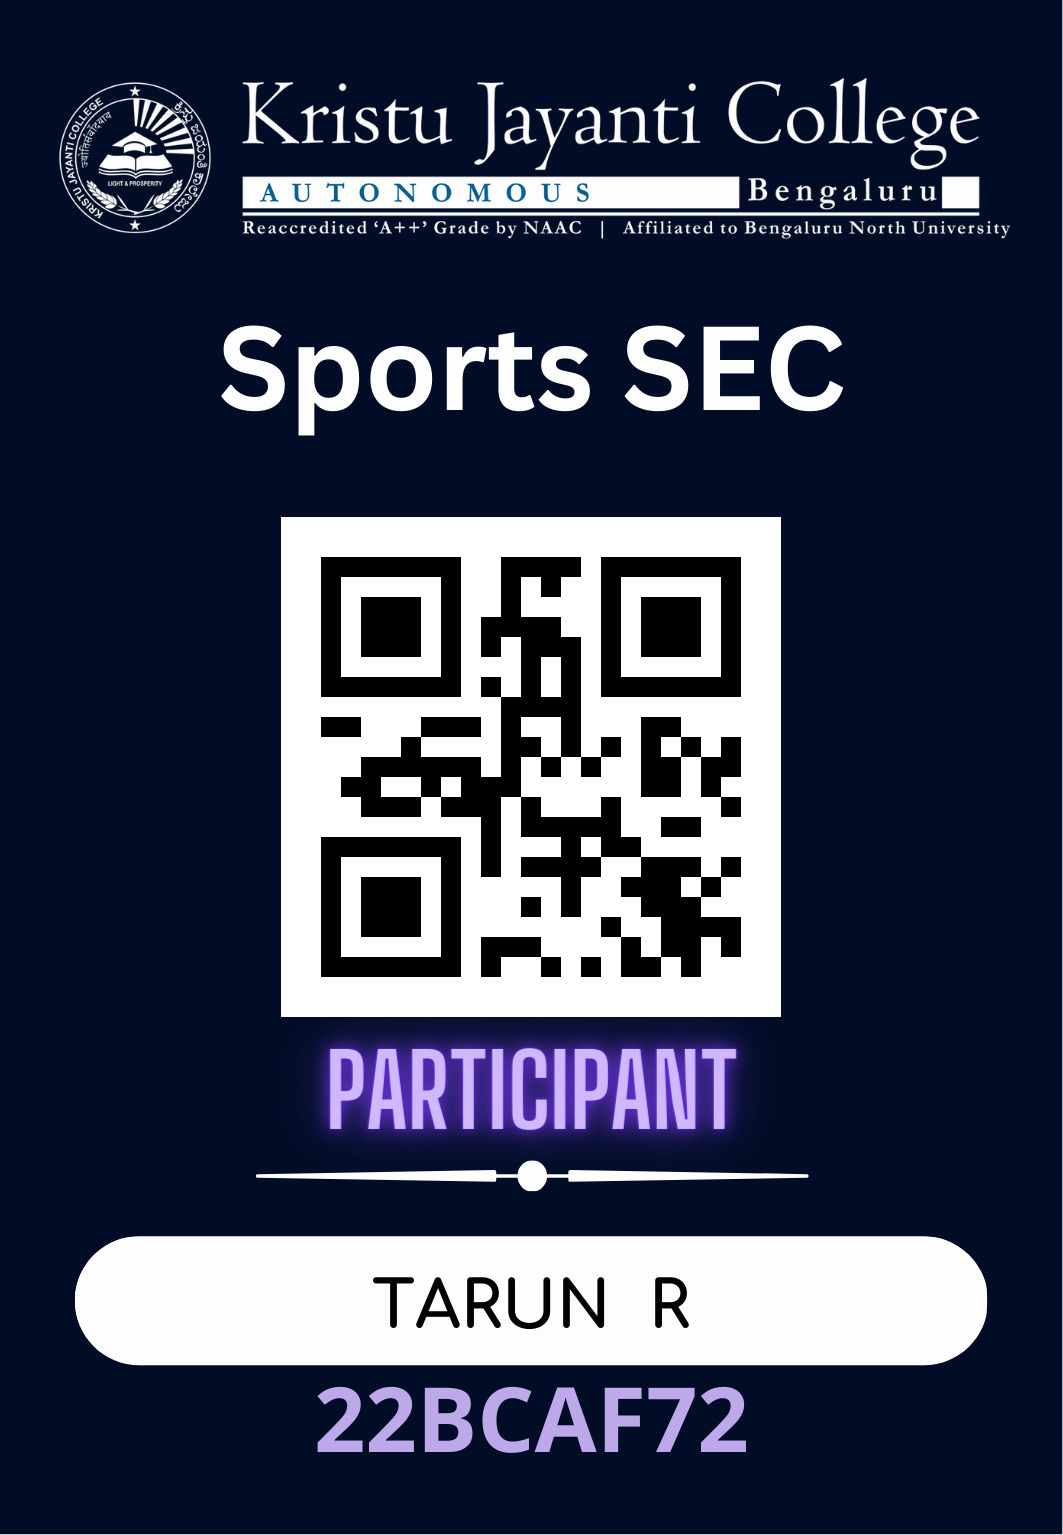 KRISTU JAYANTI COLLEGE
LIGHT & PROSPERITY
Kristu Jayanti College
AUTONOMOUS Bengaluru
Reaccredited ‘A++’ Grade by NAAC | Affiliated to Bengaluru North University
Sports SEC
PARTICIPANT
TARUN R
22BCAF72